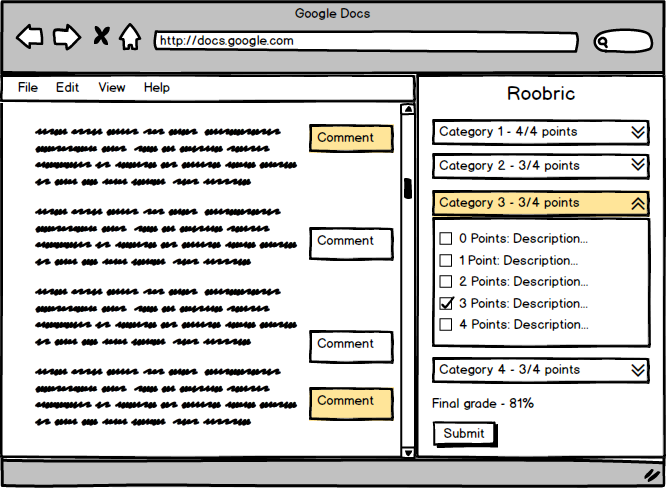 Google Docs
http://docs.google.com
File Edit View Help
Comment
Comment
Comment
Comment
Roobric
Category 1 - 4/4 points
Category 2 - 3/4 points
Category 3 - 3/4 points
0 Points: Description...
1 Point: Description...
2 Points: Description...
3 Points: Description...
4 Points: Description...
Category 4 - 3/4 points
Final grade - 81%
Submit